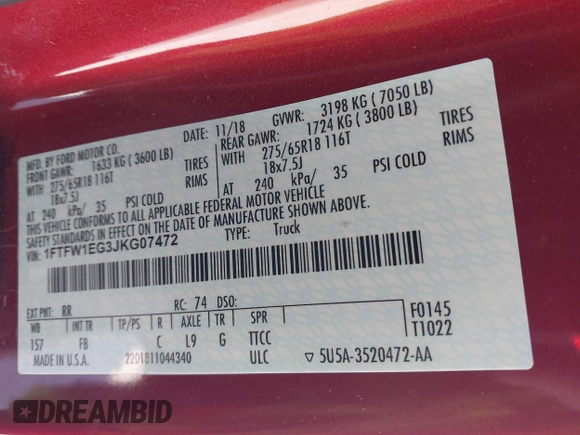 MFD. BY FORD MOTOR CO.
DATE: 11/18 GVWR: 3198 KG ( 7050 LB)
FRONT GAWR: 1633 KG ( 3600 LB) REAR GAWR: 1724 KG ( 3800 LB)
WITH 275/65R18 116T TIRES WITH 275/65R18 116T TIRES
18x7.5J RIMS 18x7.5J RIMS
AT 240 kPa/ 35 PSI COLD AT 240 kPa/ 35 PSI COLD
THIS VEHICLE CONFORMS TO ALL APPLICABLE FEDERAL MOTOR VEHICLE
SAFETY STANDARDS IN EFFECT ON THE DATE OF MANUFACTURE
VIN: 1FTFW1EG3JKG07472 TYPE: Truck
EXT PNT: RR RC: 74 DSO:
WB INT TR TP/PS R AXLE TR SPR
157 FB C L9 G TTCC
F0145
T1022
MADE IN U.S.A. 2201811044340 ULC ▽5U5A-3520472-AA
DREAMBID